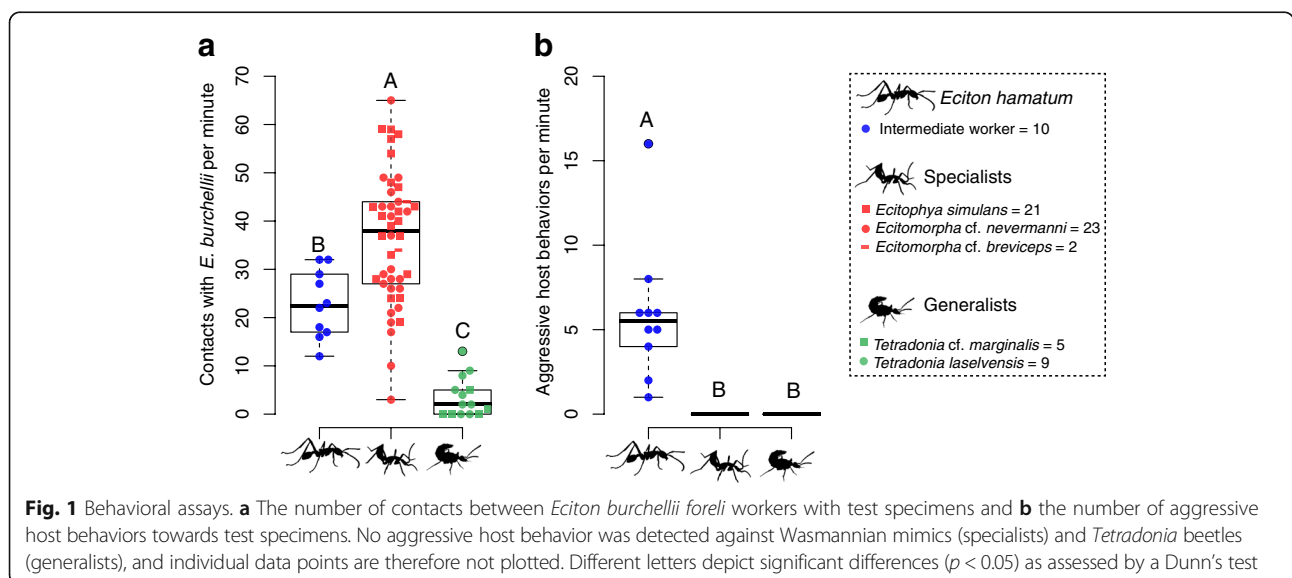 a
Contacts with E. burchellii per minute
70
60
50
40
30
20
10
0
B
A
C
b
Aggressive host behaviors per minute
20
15
10
5
0
A
B
B
Eciton hamatum
Intermediate worker = 10
Specialists
Ecitophya simulans = 21
Ecitomorpha cf. nevermanni = 23
Ecitomorpha cf. breviceps = 2
Generalists
Tetradonia cf. marginalis = 5
Tetradonia laselvensis = 9
Fig. 1 Behavioral assays. a The number of contacts between Eciton burchellii foreli workers with test specimens and b the number of aggressive
host behaviors towards test specimens. No aggressive host behavior was detected against Wasmannian mimics (specialists) and Tetradonia beetles
(generalists), and individual data points are therefore not plotted. Different letters depict significant differences (p < 0.05) as assessed by a Dunn's test